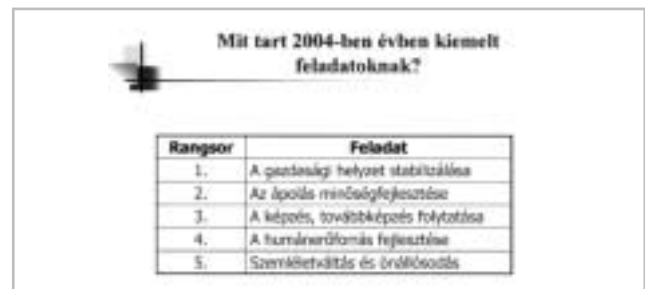 Mit tart 2004-ben évben kiemelt
feladatoknak?
Rangsor Feladat
1. A gazdasági helyzet stabilizálása
2. Az ápolás minőségfejlesztése
3. A képzés, továbbképzés folytatása
4. A humánerőforrás fejlesztése
5. Szemléletváltás és önállósodás